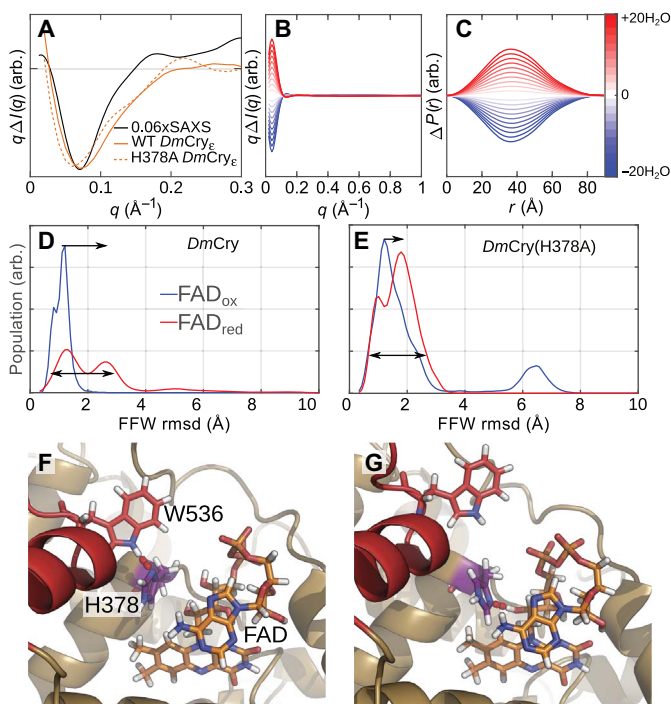 A
qΔI(q) (arb.)
0.06xSAXS
WT DmCryε
H378A DmCryε
0 0.1 0.2 0.3
q (Å⁻¹)
B
qΔI(q) (arb.)
0 0.2 0.4 0.6 0.8 1
q (Å⁻¹)
C
ΔP(r) (arb.)
0 20 40 60 80
r (Å)
+20H₂O
0
−20H₂O
D
DmCry
FADox
FADred
Population (arb.)
0 2 4 6 8 10
FFW rmsd (Å)
E
DmCry(H378A)
0 2 4 6 8 10
FFW rmsd (Å)
F
W536
H378
FAD
G